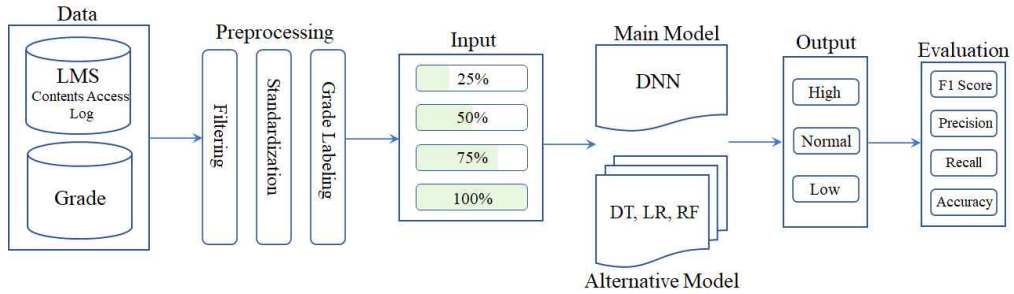 Data
LMS
Contents Access
Log
Grade
Preprocessing
Filtering
Standardization
Grade Labeling
Input
25%
50%
75%
100%
Main Model
DNN
DT, LR, RF
Alternative Model
Output
High
Normal
Low
Evaluation
F1 Score
Precision
Recall
Accuracy